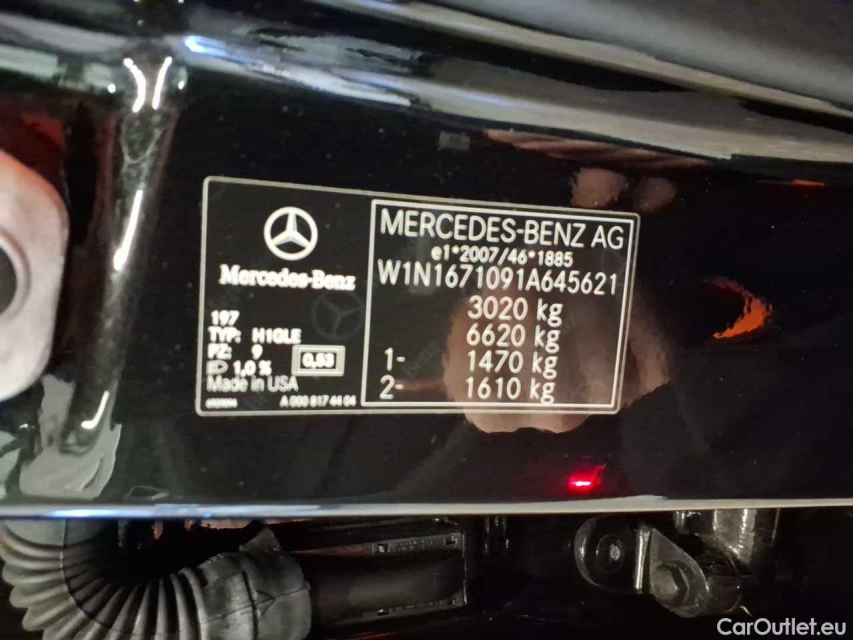 Mercedes-Benz
197
TYP: H1GLE
PZ: 9
1,0 %
0,53
Made in USA
A 000 817 44 04
MERCEDES-BENZ AG
e1*2007/46*1885
W1N1671091A645621
3020 kg
6620 kg
1- 1470 kg
2- 1610 kg
CarOutlet.eu